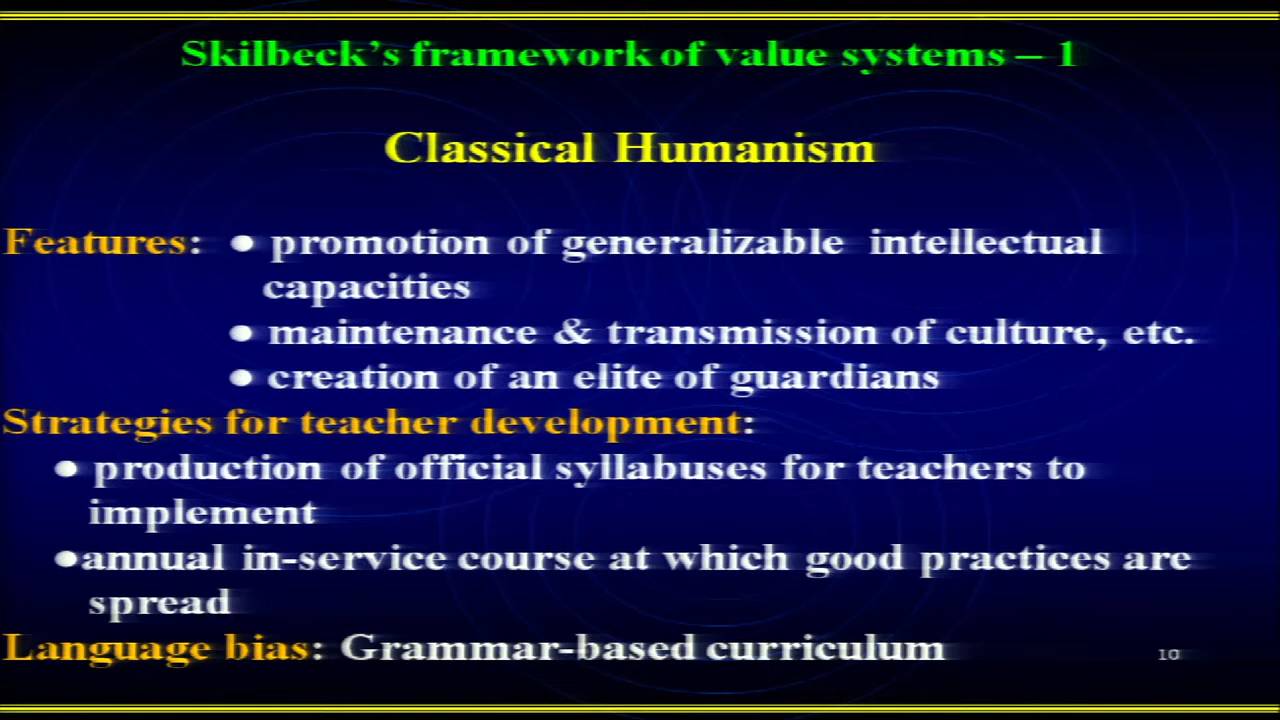 Skilbeck's framework of value systems – 1
Classical Humanism
Features: ● promotion of generalizable intellectual
capacities
● maintenance & transmission of culture, etc.
● creation of an elite of guardians
Strategies for teacher development:
● production of official syllabuses for teachers to
implement
●annual in-service course at which good practices are
spread
Language bias: Grammar-based curriculum
10